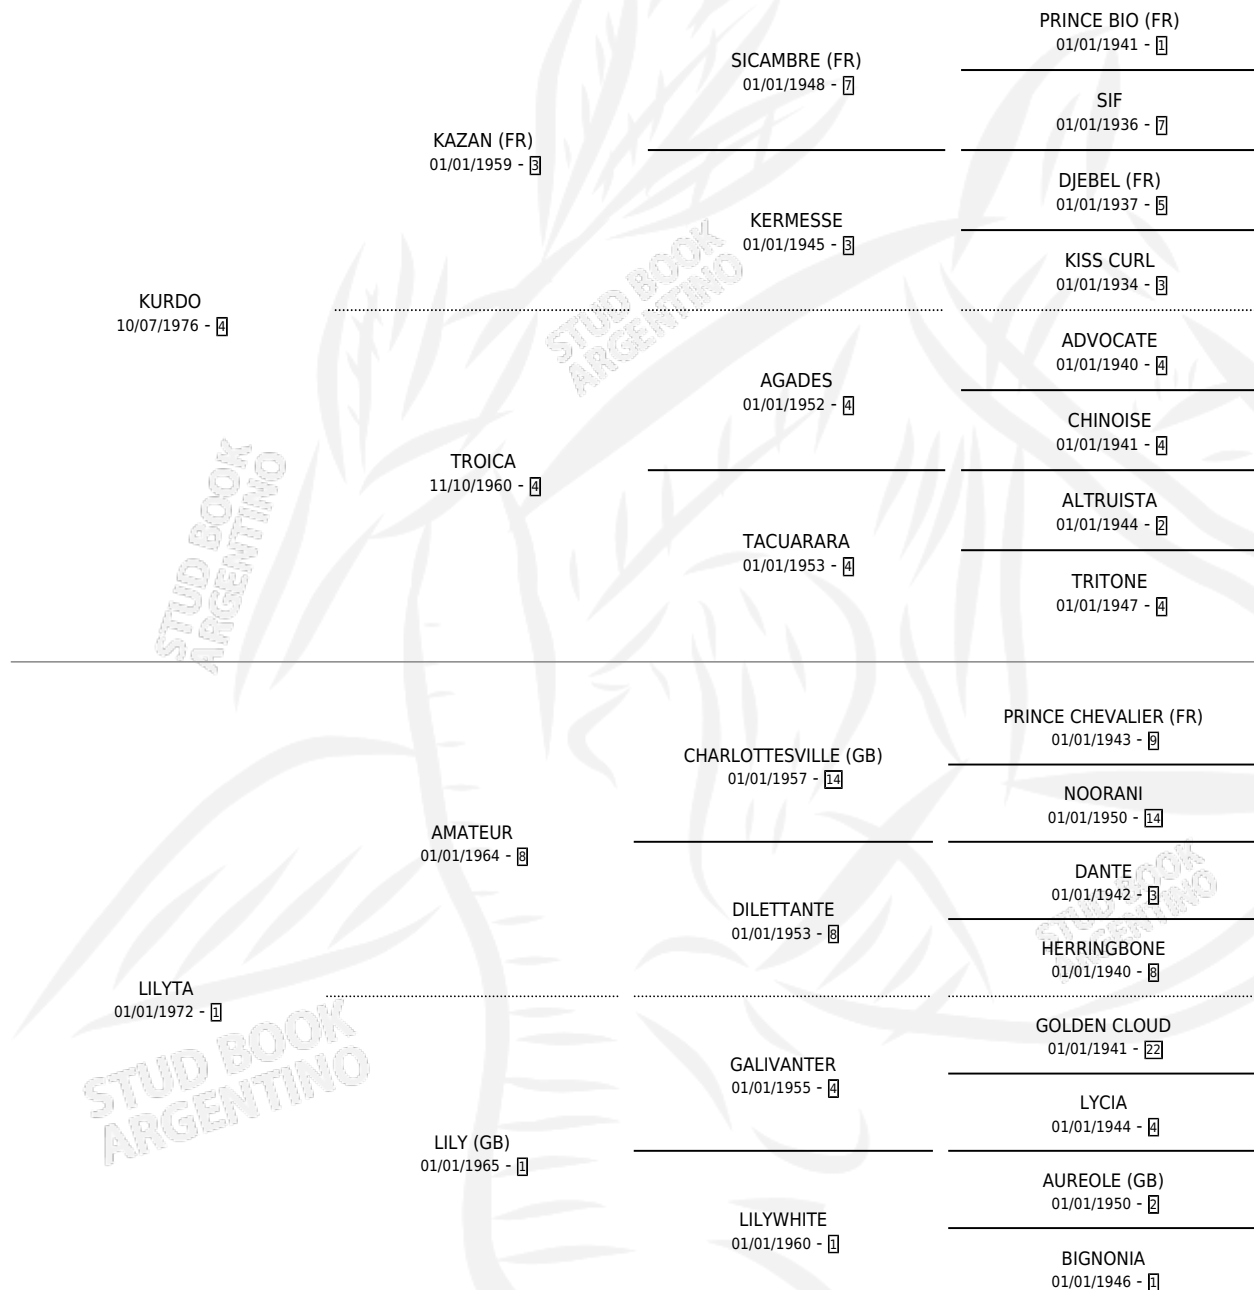 PRINCE BIO (FR)
01/01/1941 - 1
SICAMBRE (FR)
01/01/1948 - 7
SIF
01/01/1936 - 7
KAZAN (FR)
01/01/1959 - 3
DJEBEL (FR)
01/01/1937 - 5
KERMESSE
01/01/1945 - 3
KISS CURL
01/01/1934 - 3
KURDO
10/07/1976 - 4
ADVOCATE
01/01/1940 - 4
AGADES
01/01/1952 - 4
CHINOISE
01/01/1941 - 4
TROICA
11/10/1960 - 4
ALTRUISTA
01/01/1944 - 2
TACUARARA
01/01/1953 - 4
TRITONE
01/01/1947 - 4
STUD BOOK
ARGENTINO
STUD BOOK
ARGENTINO
PRINCE CHEVALIER (FR)
01/01/1943 - 9
CHARLOTTESVILLE (GB)
01/01/1957 - 14
NOORANI
01/01/1950 - 14
AMATEUR
01/01/1964 - 8
DANTE
01/01/1942 - 3
DILETTANTE
01/01/1953 - 8
HERRINGBONE
01/01/1940 - 8
LILYTA
01/01/1972 - 1
GOLDEN CLOUD
01/01/1941 - 22
GALIVANTER
01/01/1955 - 4
LYCIA
01/01/1944 - 4
LILY (GB)
01/01/1965 - 1
AUREOLE (GB)
01/01/1950 - 2
LILYWHITE
01/01/1960 - 1
BIGNONIA
01/01/1946 - 1
STUD BOOK
ARGENTINO
STUD BOOK
ARGENTINO